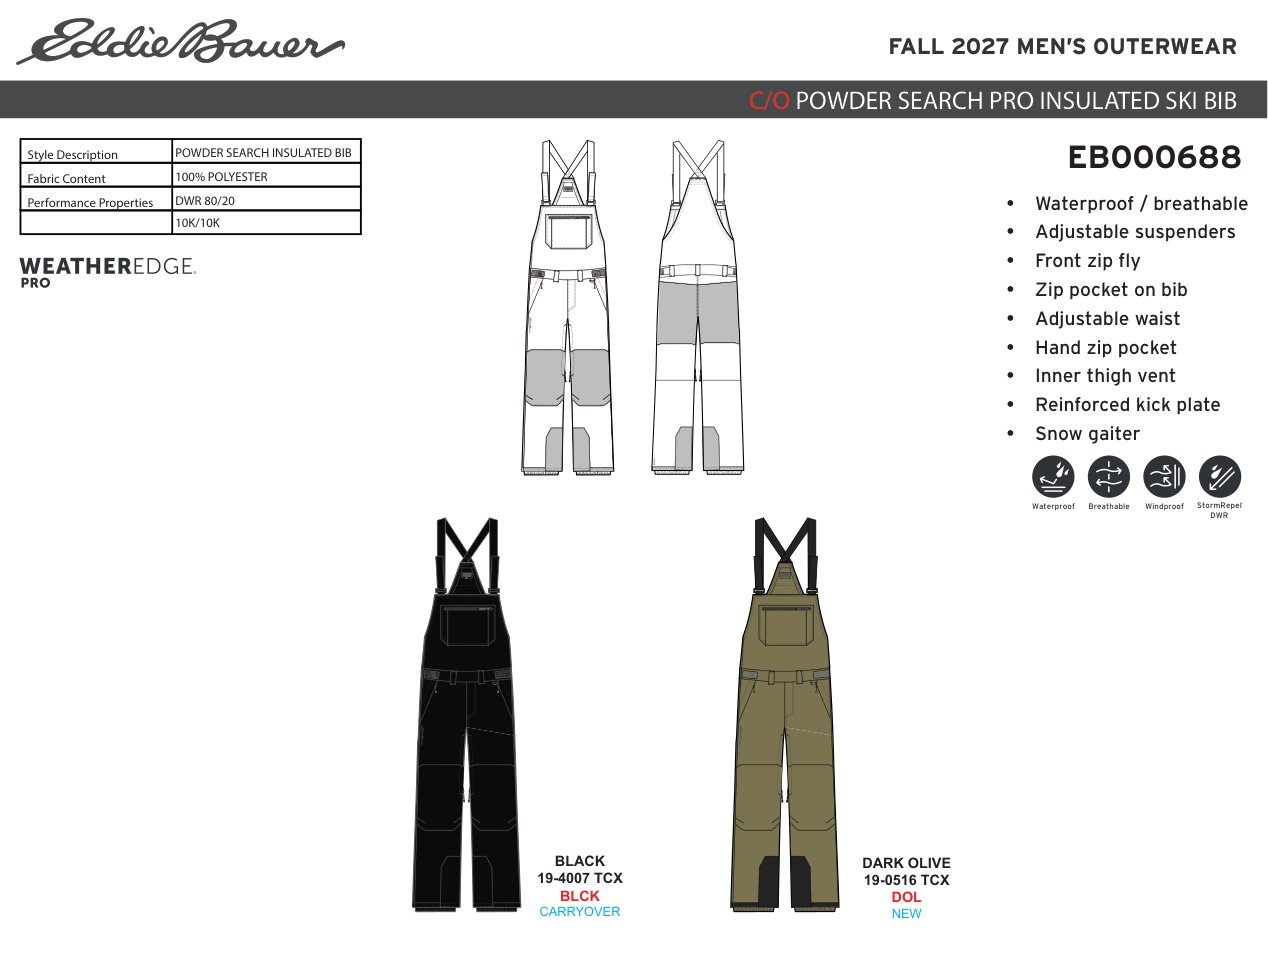 Eddie Bauer
FALL 2027 MEN'S OUTERWEAR
C/O POWDER SEARCH PRO INSULATED SKI BIB
Style Description POWDER SEARCH INSULATED BIB
Fabric Content 100% POLYESTER
Performance Properties DWR 80/20
10K/10K
WEATHEREDGE
PRO
EB000688
• Waterproof / breathable
• Adjustable suspenders
• Front zip fly
• Zip pocket on bib
• Adjustable waist
• Hand zip pocket
• Inner thigh vent
• Reinforced kick plate
• Snow gaiter
Waterproof Breathable Windproof StormRepel
DWR
BLACK
19-4007 TCX
BLCK
CARRYOVER
DARK OLIVE
19-0516 TCX
DOL
NEW